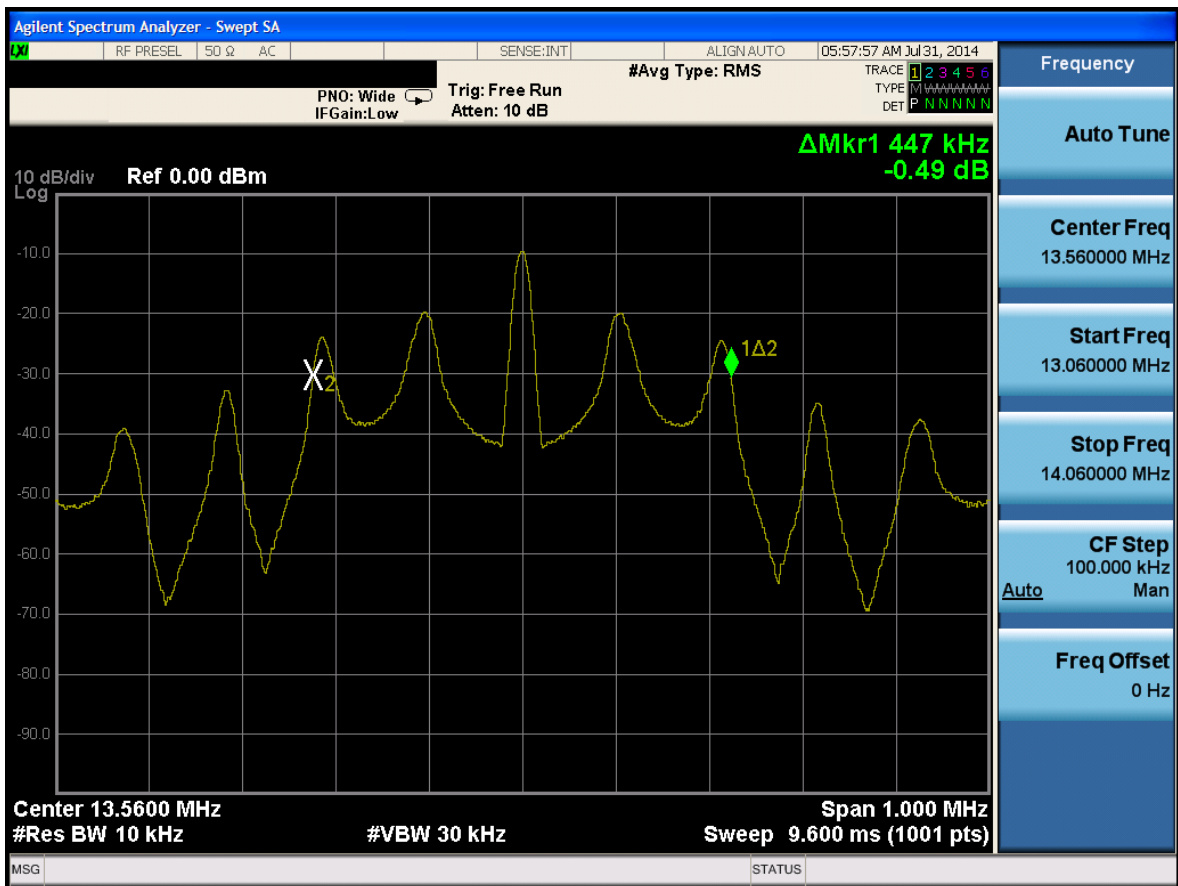 Agilent Spectrum Analyzer - Swept SA
LXI RF PRESEL 50 Ω AC SENSE:INT ALIGN AUTO 05:57:57 AM Jul 31, 2014
#Avg Type: RMS
TRACE 1 2 3 4 5 6
TYPE M WWWWW
DET P N N N N N
PNO: Wide
IFGain:Low
Trig: Free Run
Atten: 10 dB
ΔMkr1 447 kHz
-0.49 dB
10 dB/div Ref 0.00 dBm
Log
-10.0
-20.0
-30.0
-40.0
-50.0
-60.0
-70.0
-80.0
-90.0
X2
1Δ2
Center 13.5600 MHz Span 1.000 MHz
#Res BW 10 kHz #VBW 30 kHz Sweep 9.600 ms (1001 pts)
MSG STATUS
Frequency
Auto Tune
Center Freq
13.560000 MHz
Start Freq
13.060000 MHz
Stop Freq
14.060000 MHz
CF Step
100.000 kHz
Auto Man
Freq Offset
0 Hz